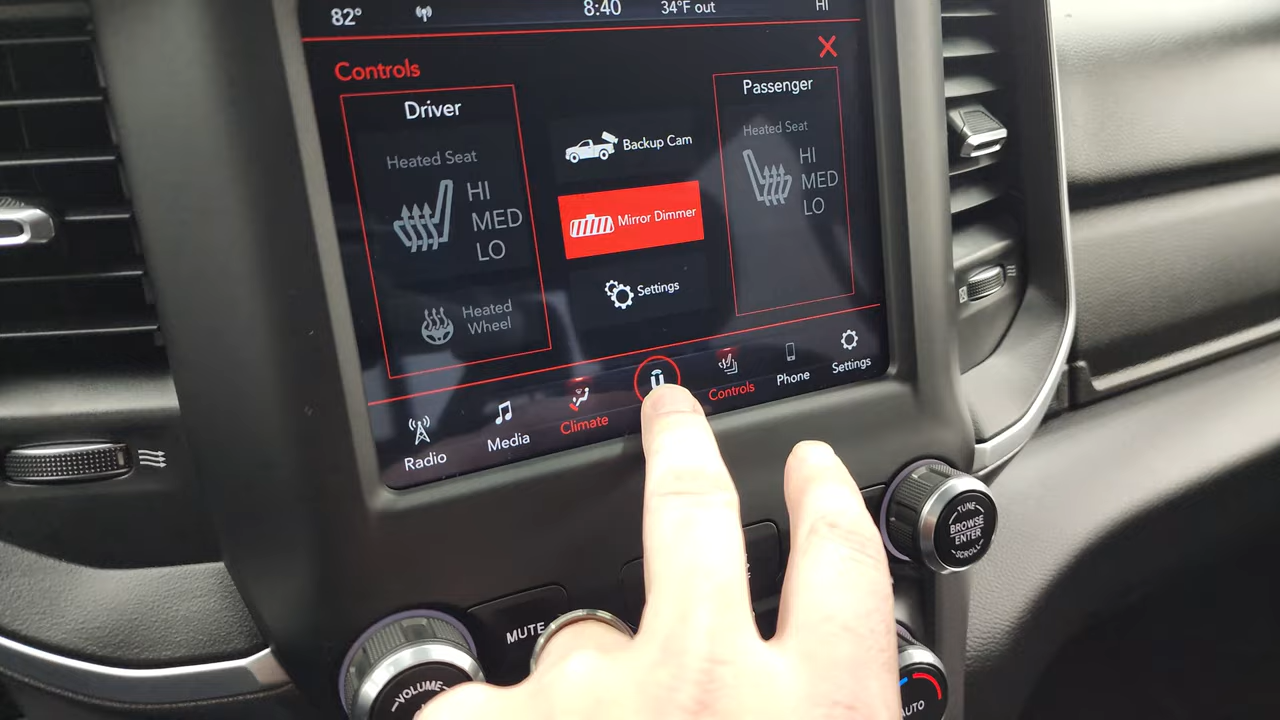 82°
8:40
34°F out
HI
Controls
Driver
Heated Seat
HI
MED
LO
Heated
Wheel
Backup Cam
Mirror Dimmer
Settings
Passenger
Heated Seat
HI
MED
LO
Radio
Media
Climate
Controls
Phone
Settings
MUTE
VOLUME
TUNE
BROWSE
ENTER
SCROLL
AUTO